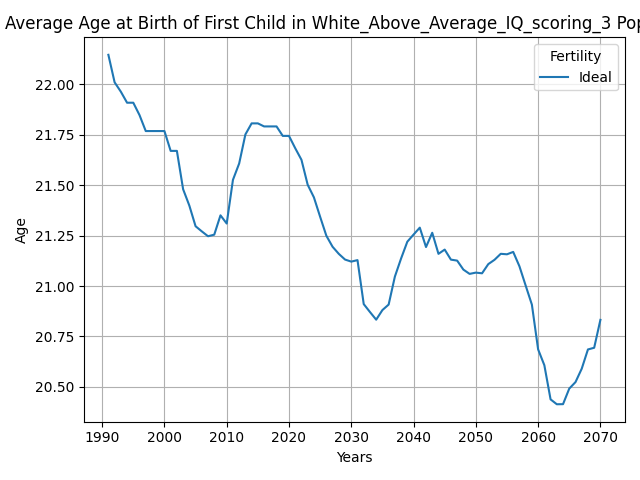 Average Age at Birth of First Child in White_Above_Average_IQ_scoring_3 Pop
Fertility
Ideal
22.00
21.75
21.50
21.25
21.00
20.75
20.50
Age
1990 2000 2010 2020 2030 2040 2050 2060 2070
Years